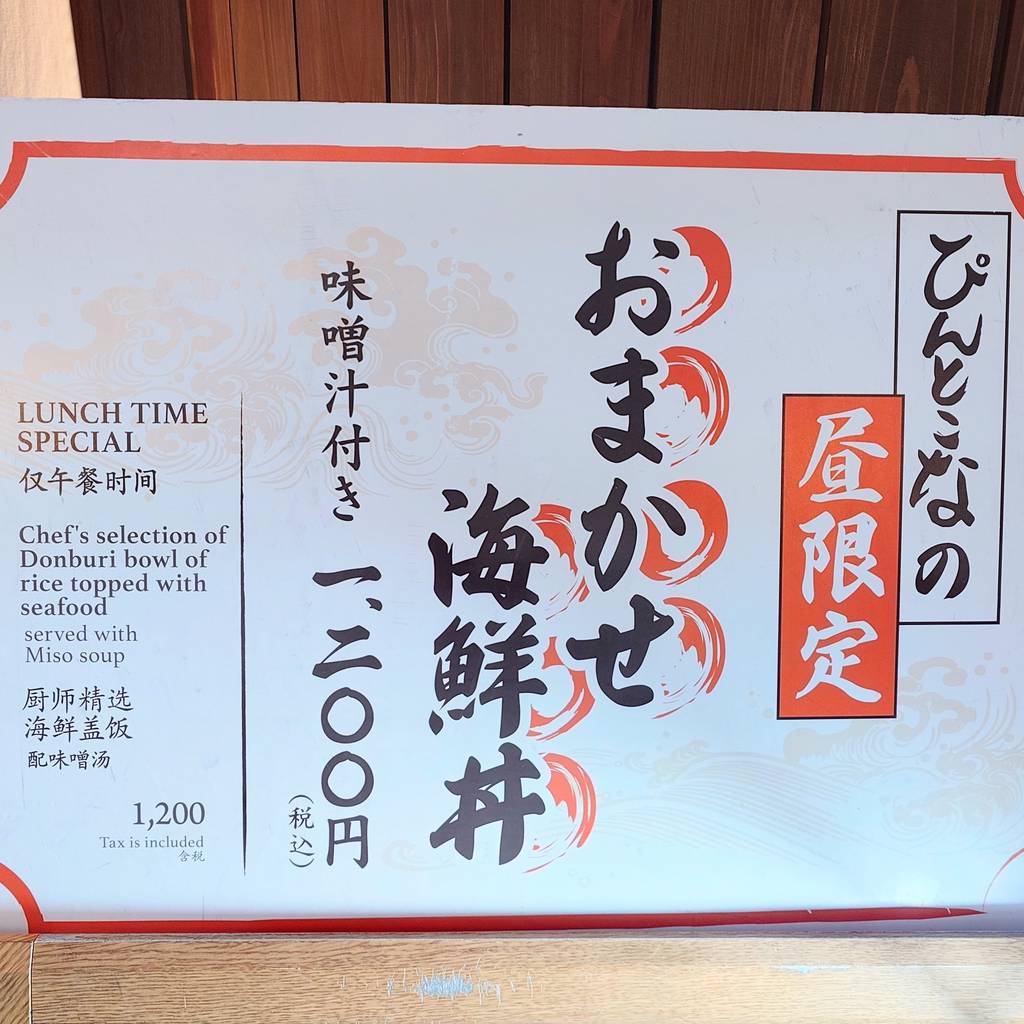 ぴんとこなの
昼限定
おまかせ
海鮮丼
味噌汁付き 一、二〇〇円
(税込)
LUNCH TIME
SPECIAL
仅午餐时间
Chef's selection of
Donburi bowl of
rice topped with
seafood
served with
Miso soup
厨师精选
海鲜盖饭
配味噌汤
1,200
Tax is included
含税